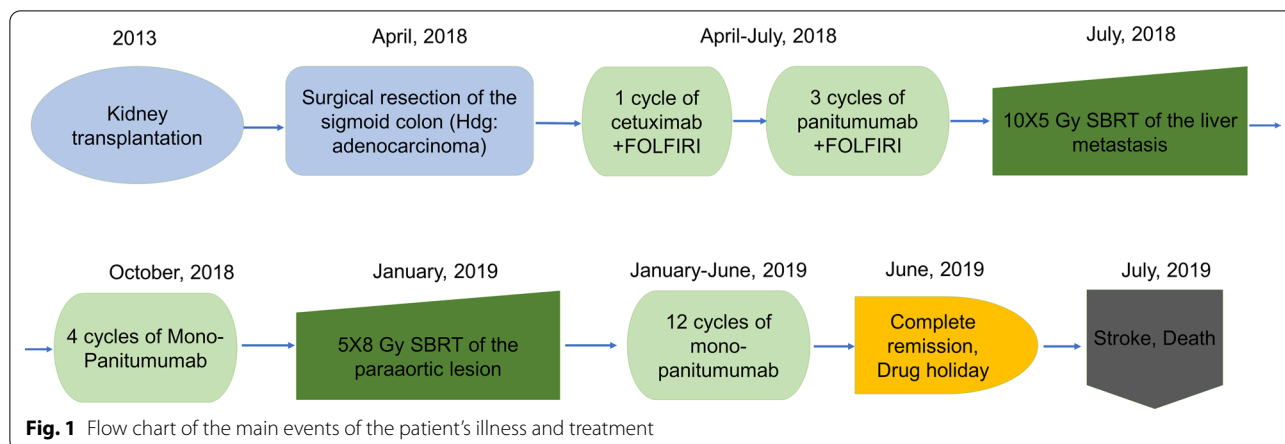 2013
April, 2018
April-July, 2018
July, 2018
Kidney
transplantation
Surgical resection of the
sigmoid colon (Hdg:
adenocarcinoma)
1 cycle of
cetuximab
+FOLFIRI
3 cycles of
panitumumab
+FOLFIRI
10X5 Gy SBRT of the liver
metastasis
October, 2018
January, 2019
January-June, 2019
June, 2019
July, 2019
4 cycles of Mono-
Panitumumab
5X8 Gy SBRT of the
paraaortic lesion
12 cycles of
mono-
panitumumab
Complete
remission,
Drug holiday
Stroke, Death
Fig. 1 Flow chart of the main events of the patient's illness and treatment